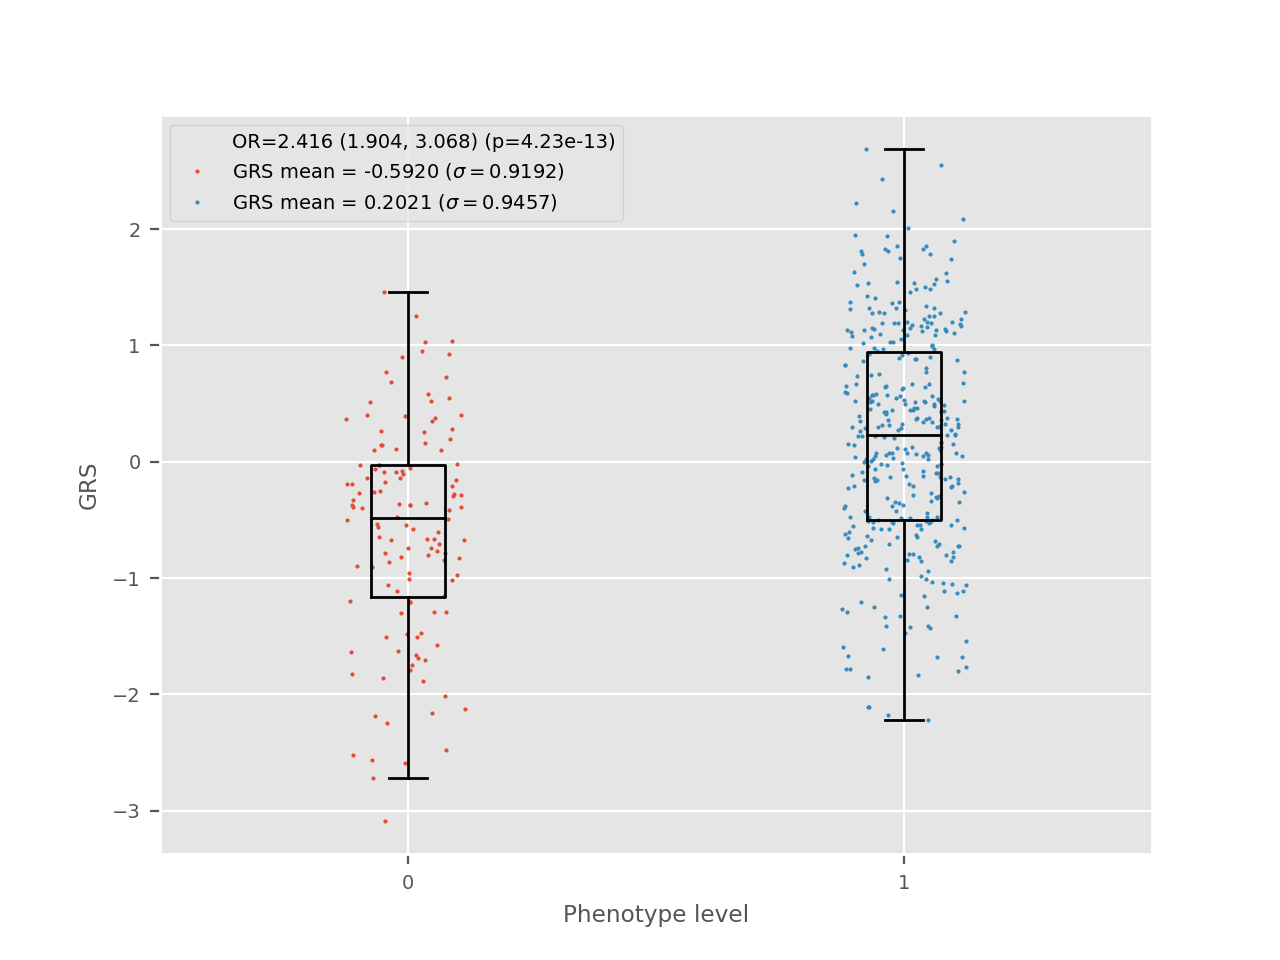 OR=2.416 (1.904, 3.068) (p=4.23e-13)
GRS mean = -0.5920 (σ = 0.9192)
GRS mean = 0.2021 (σ = 0.9457)
2
1
0
−1
−2
−3
GRS
0 1
Phenotype level